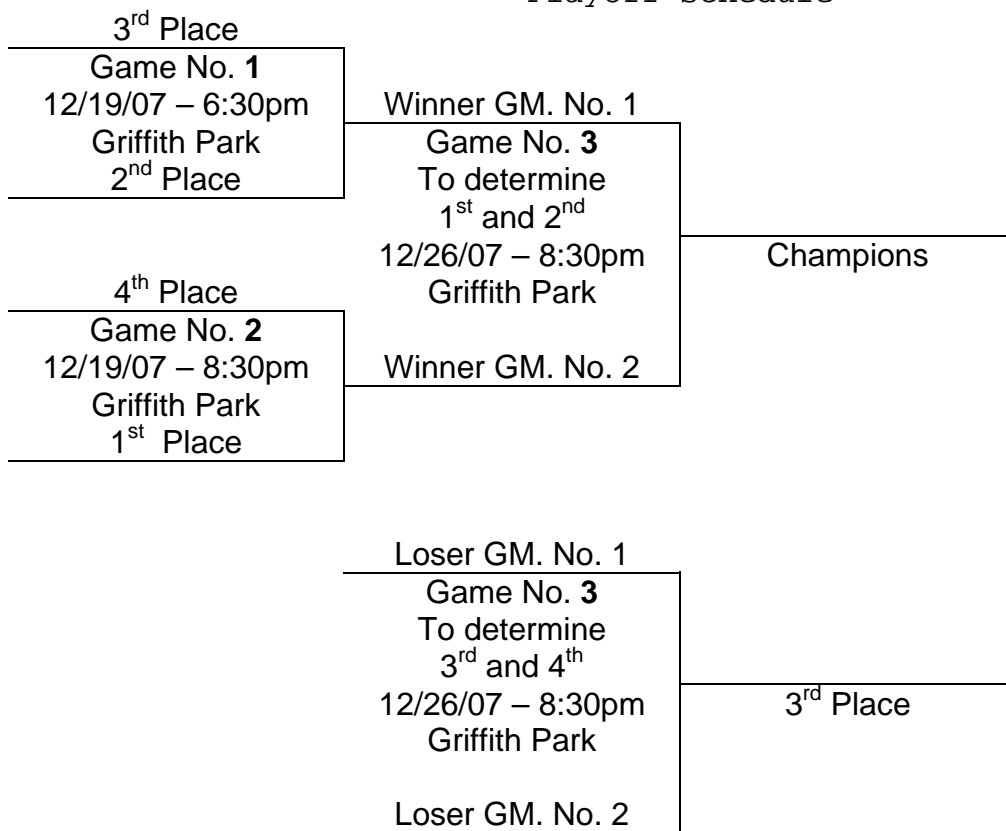 3rd Place
Game No. 1
12/19/07 – 6:30pm
Griffith Park
2nd Place
Winner GM. No. 1
Game No. 3
To determine
1st and 2nd
12/26/07 – 8:30pm
Griffith Park
Winner GM. No. 2
Champions
4th Place
Game No. 2
12/19/07 – 8:30pm
Griffith Park
1st Place
Loser GM. No. 1
Game No. 3
To determine
3rd and 4th
12/26/07 – 8:30pm
Griffith Park
Loser GM. No. 2
3rd Place